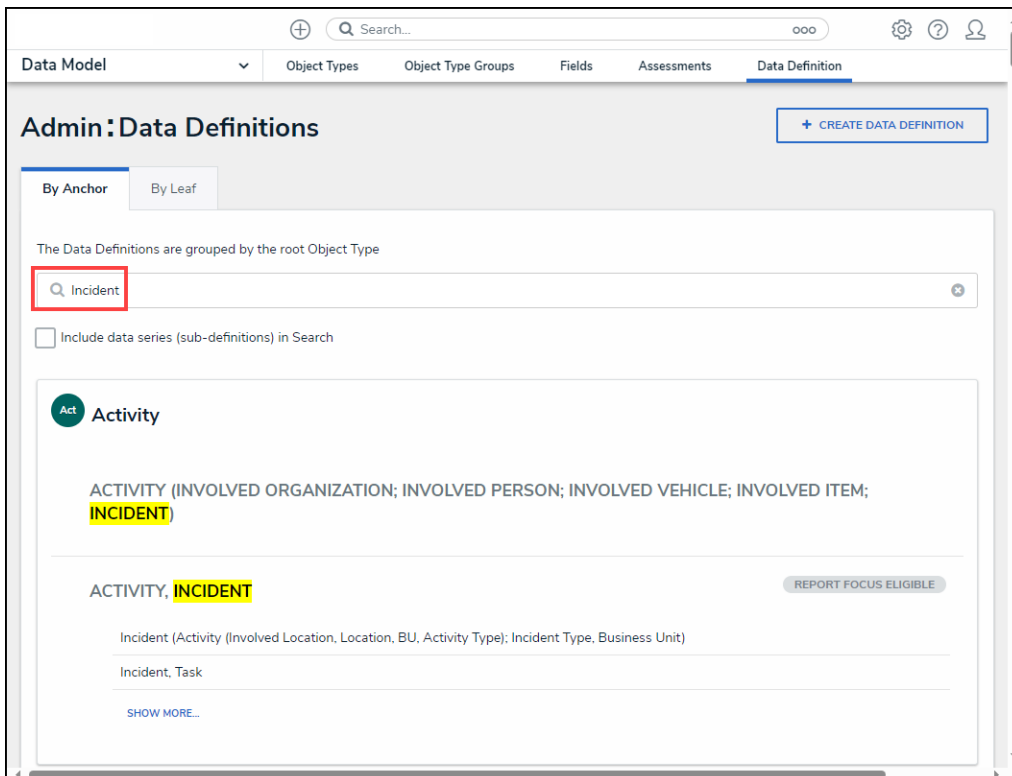 Search...
ooo
Data Model
Object Types
Object Type Groups
Fields
Assessments
Data Definition
Admin:Data Definitions
+ CREATE DATA DEFINITION
By Anchor
By Leaf
The Data Definitions are grouped by the root Object Type
Incident
Include data series (sub-definitions) in Search
Act
Activity
ACTIVITY (INVOLVED ORGANIZATION; INVOLVED PERSON; INVOLVED VEHICLE; INVOLVED ITEM;
INCIDENT)
ACTIVITY, INCIDENT
REPORT FOCUS ELIGIBLE
Incident (Activity (Involved Location, Location, BU, Activity Type); Incident Type, Business Unit)
Incident, Task
SHOW MORE...